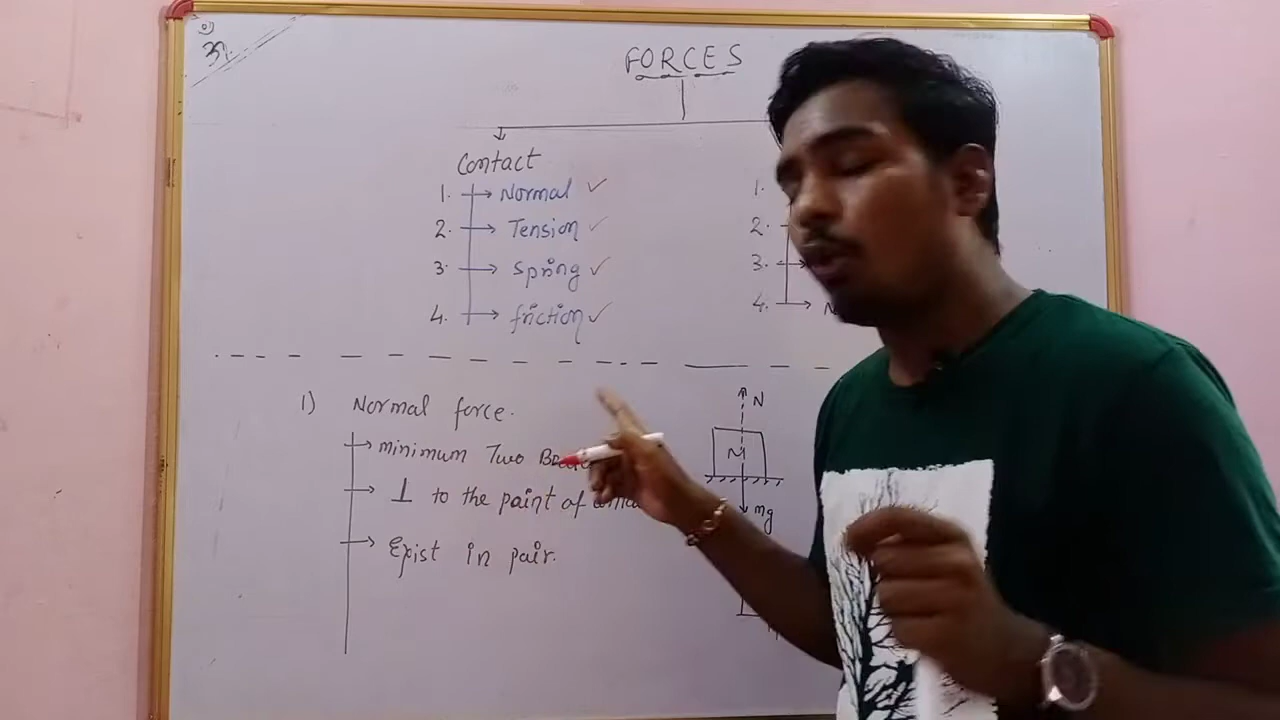 FORCES
Contact
1. → Normal ✓
2. → Tension ✓
3. → Spring ✓
4. → friction ✓
1.
2.
3.
4.
1) Normal force.
→ minimum Two
→ ⊥ to the point of
→ Exist in pair.
N
M
mg